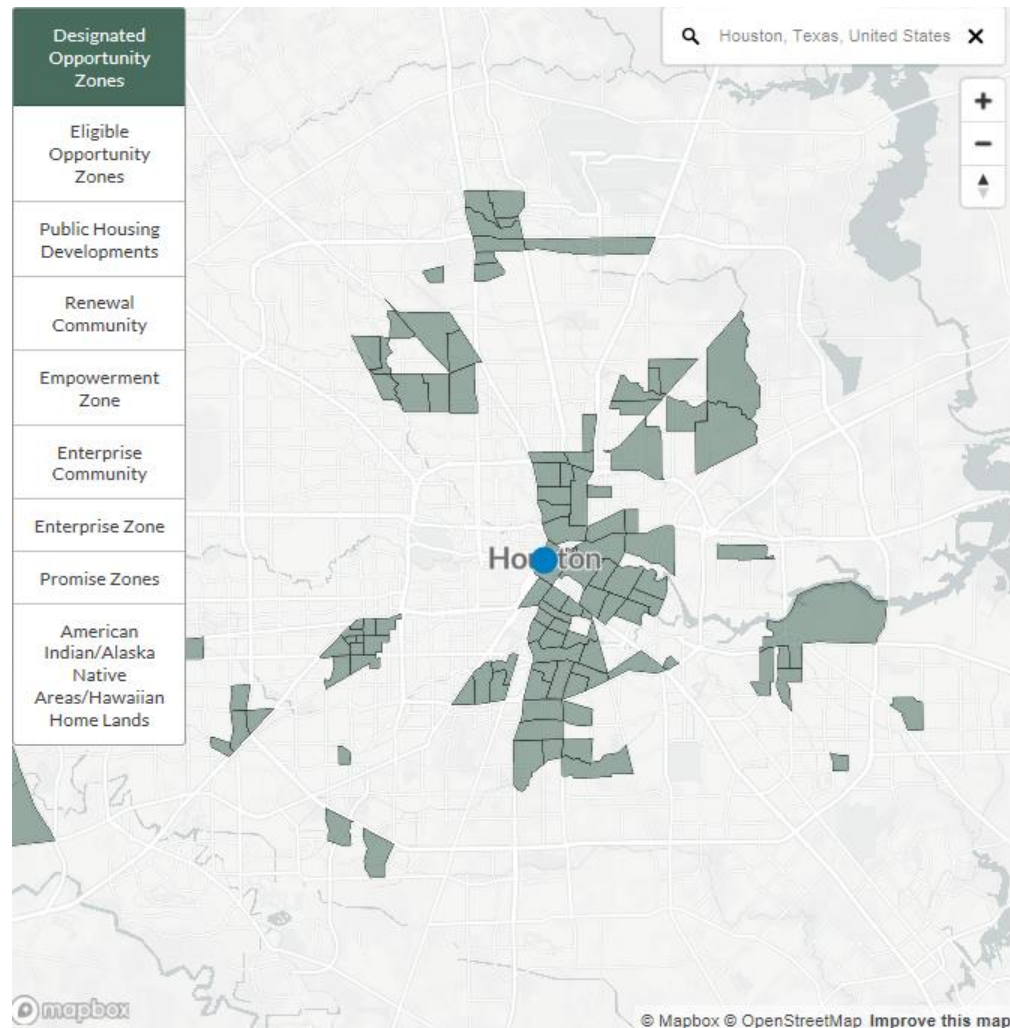 Designated
Opportunity
Zones
Eligible
Opportunity
Zones
Public Housing
Developments
Renewal
Community
Empowerment
Zone
Enterprise
Community
Enterprise Zone
Promise Zones
American
Indian/Alaska
Native
Areas/Hawaiian
Home Lands
Houston, Texas, United States
Houston
mapbox
© Mapbox © OpenStreetMap Improve this map